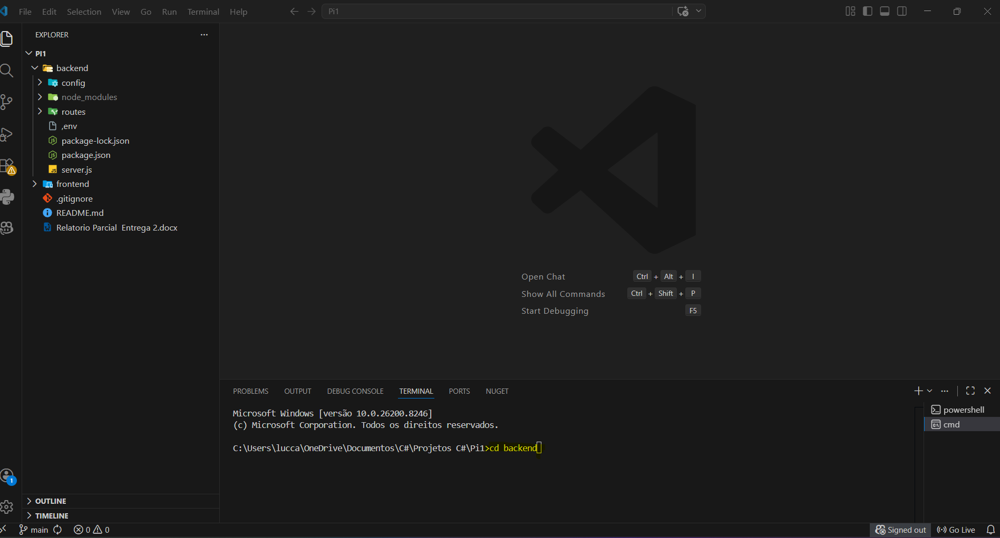 File Edit Selection View Go Run Terminal Help
Pi1
EXPLORER
PI1
backend
config
node_modules
routes
,env
package-lock.json
package.json
server.js
frontend
.gitignore
README.md
Relatorio Parcial  Entrega 2.docx
Open Chat Ctrl + Alt + I
Show All Commands Ctrl + Shift + P
Start Debugging F5
PROBLEMS OUTPUT DEBUG CONSOLE TERMINAL PORTS NUGET
Microsoft Windows [versão 10.0.26200.8246]
(c) Microsoft Corporation. Todos os direitos reservados.
C:\Users\lucca\OneDrive\Documentos\C#\Projetos C#\Pi1>cd backend
powershell
cmd
1
OUTLINE
TIMELINE
main 0 0 Signed out Go Live